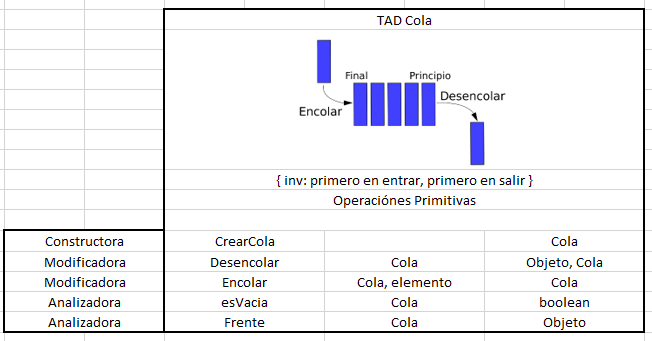 TAD Cola
Final Principio
Desencolar
Encolar
{ inv: primero en entrar, primero en salir }
Operaciónes Primitivas
Constructora CrearCola Cola
Modificadora Desencolar Cola Objeto, Cola
Modificadora Encolar Cola, elemento Cola
Analizadora esVacia Cola boolean
Analizadora Frente Cola Objeto